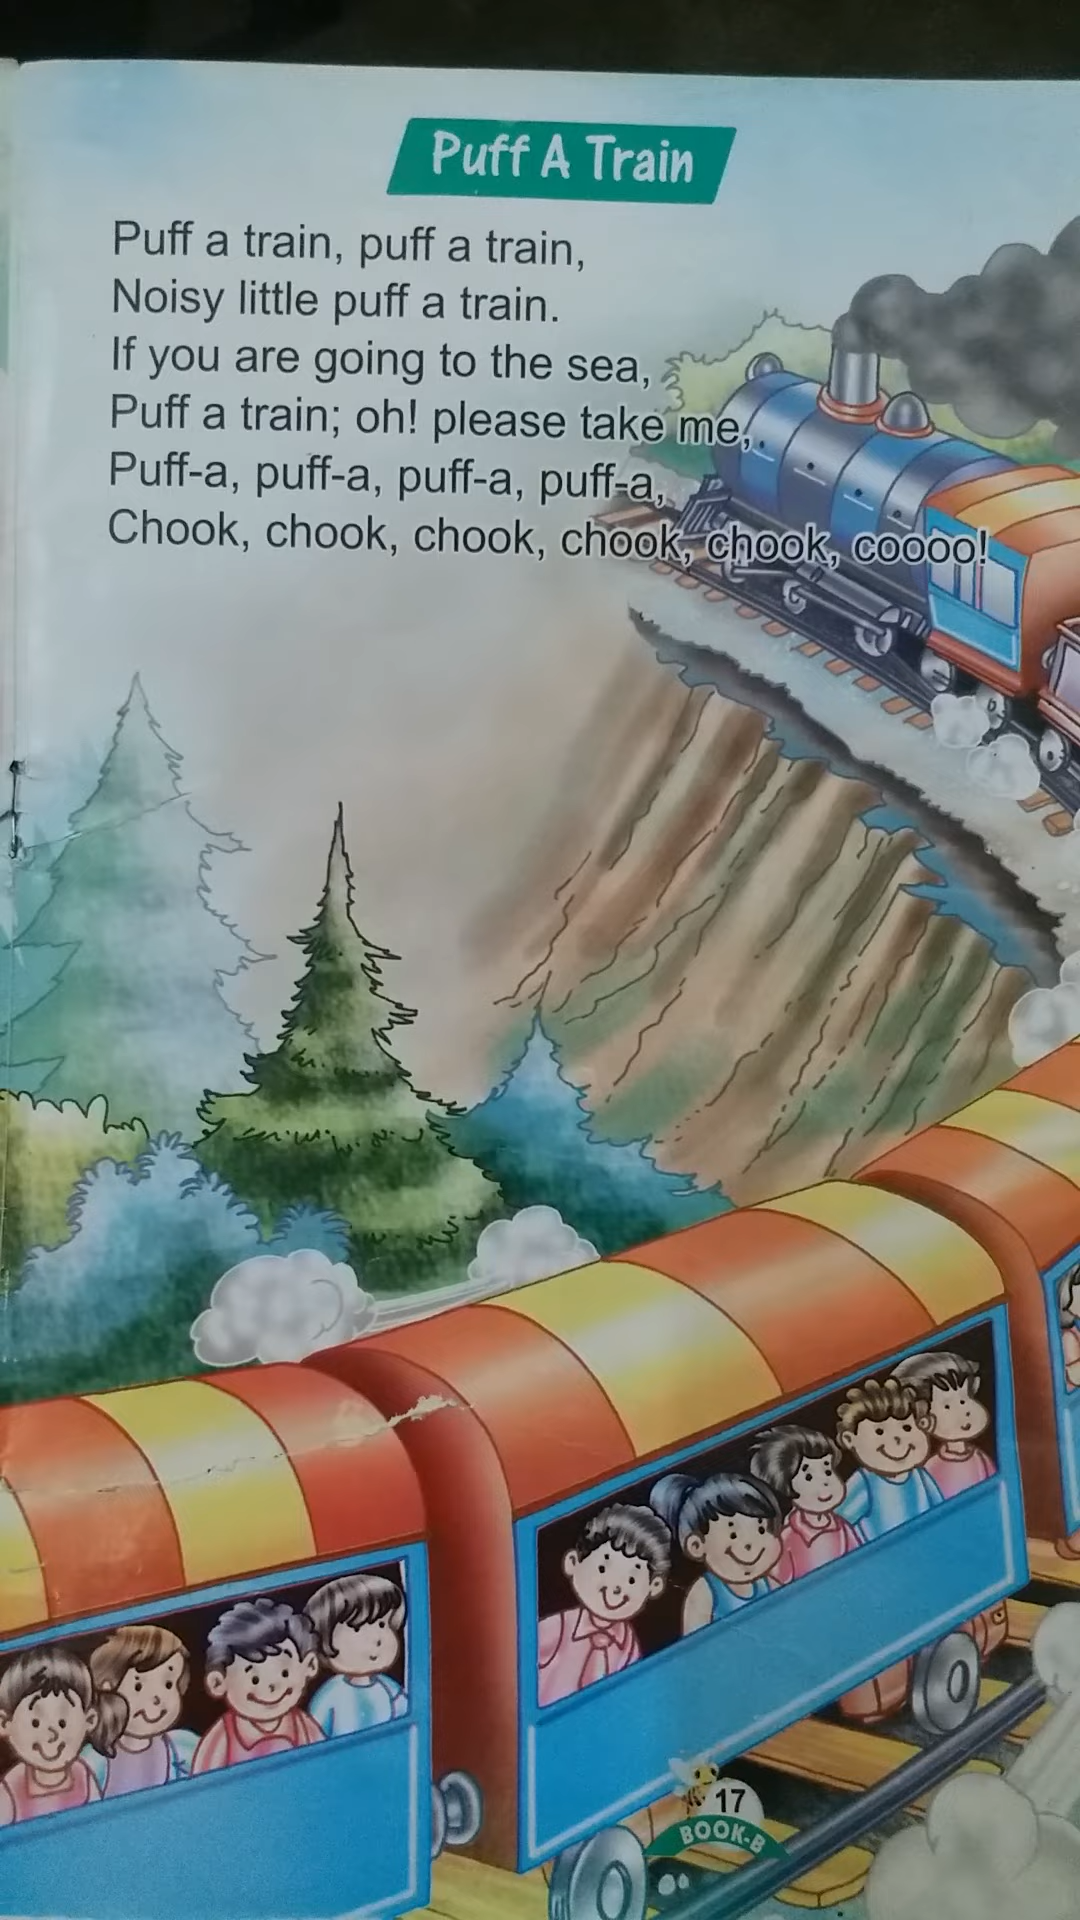 Puff A Train
Puff a train, puff a train,
Noisy little puff a train.
If you are going to the sea,
Puff a train; oh! please take me,
Puff-a, puff-a, puff-a, puff-a,
Chook, chook, chook, chook, chook, coooo!
17
BOOK-B